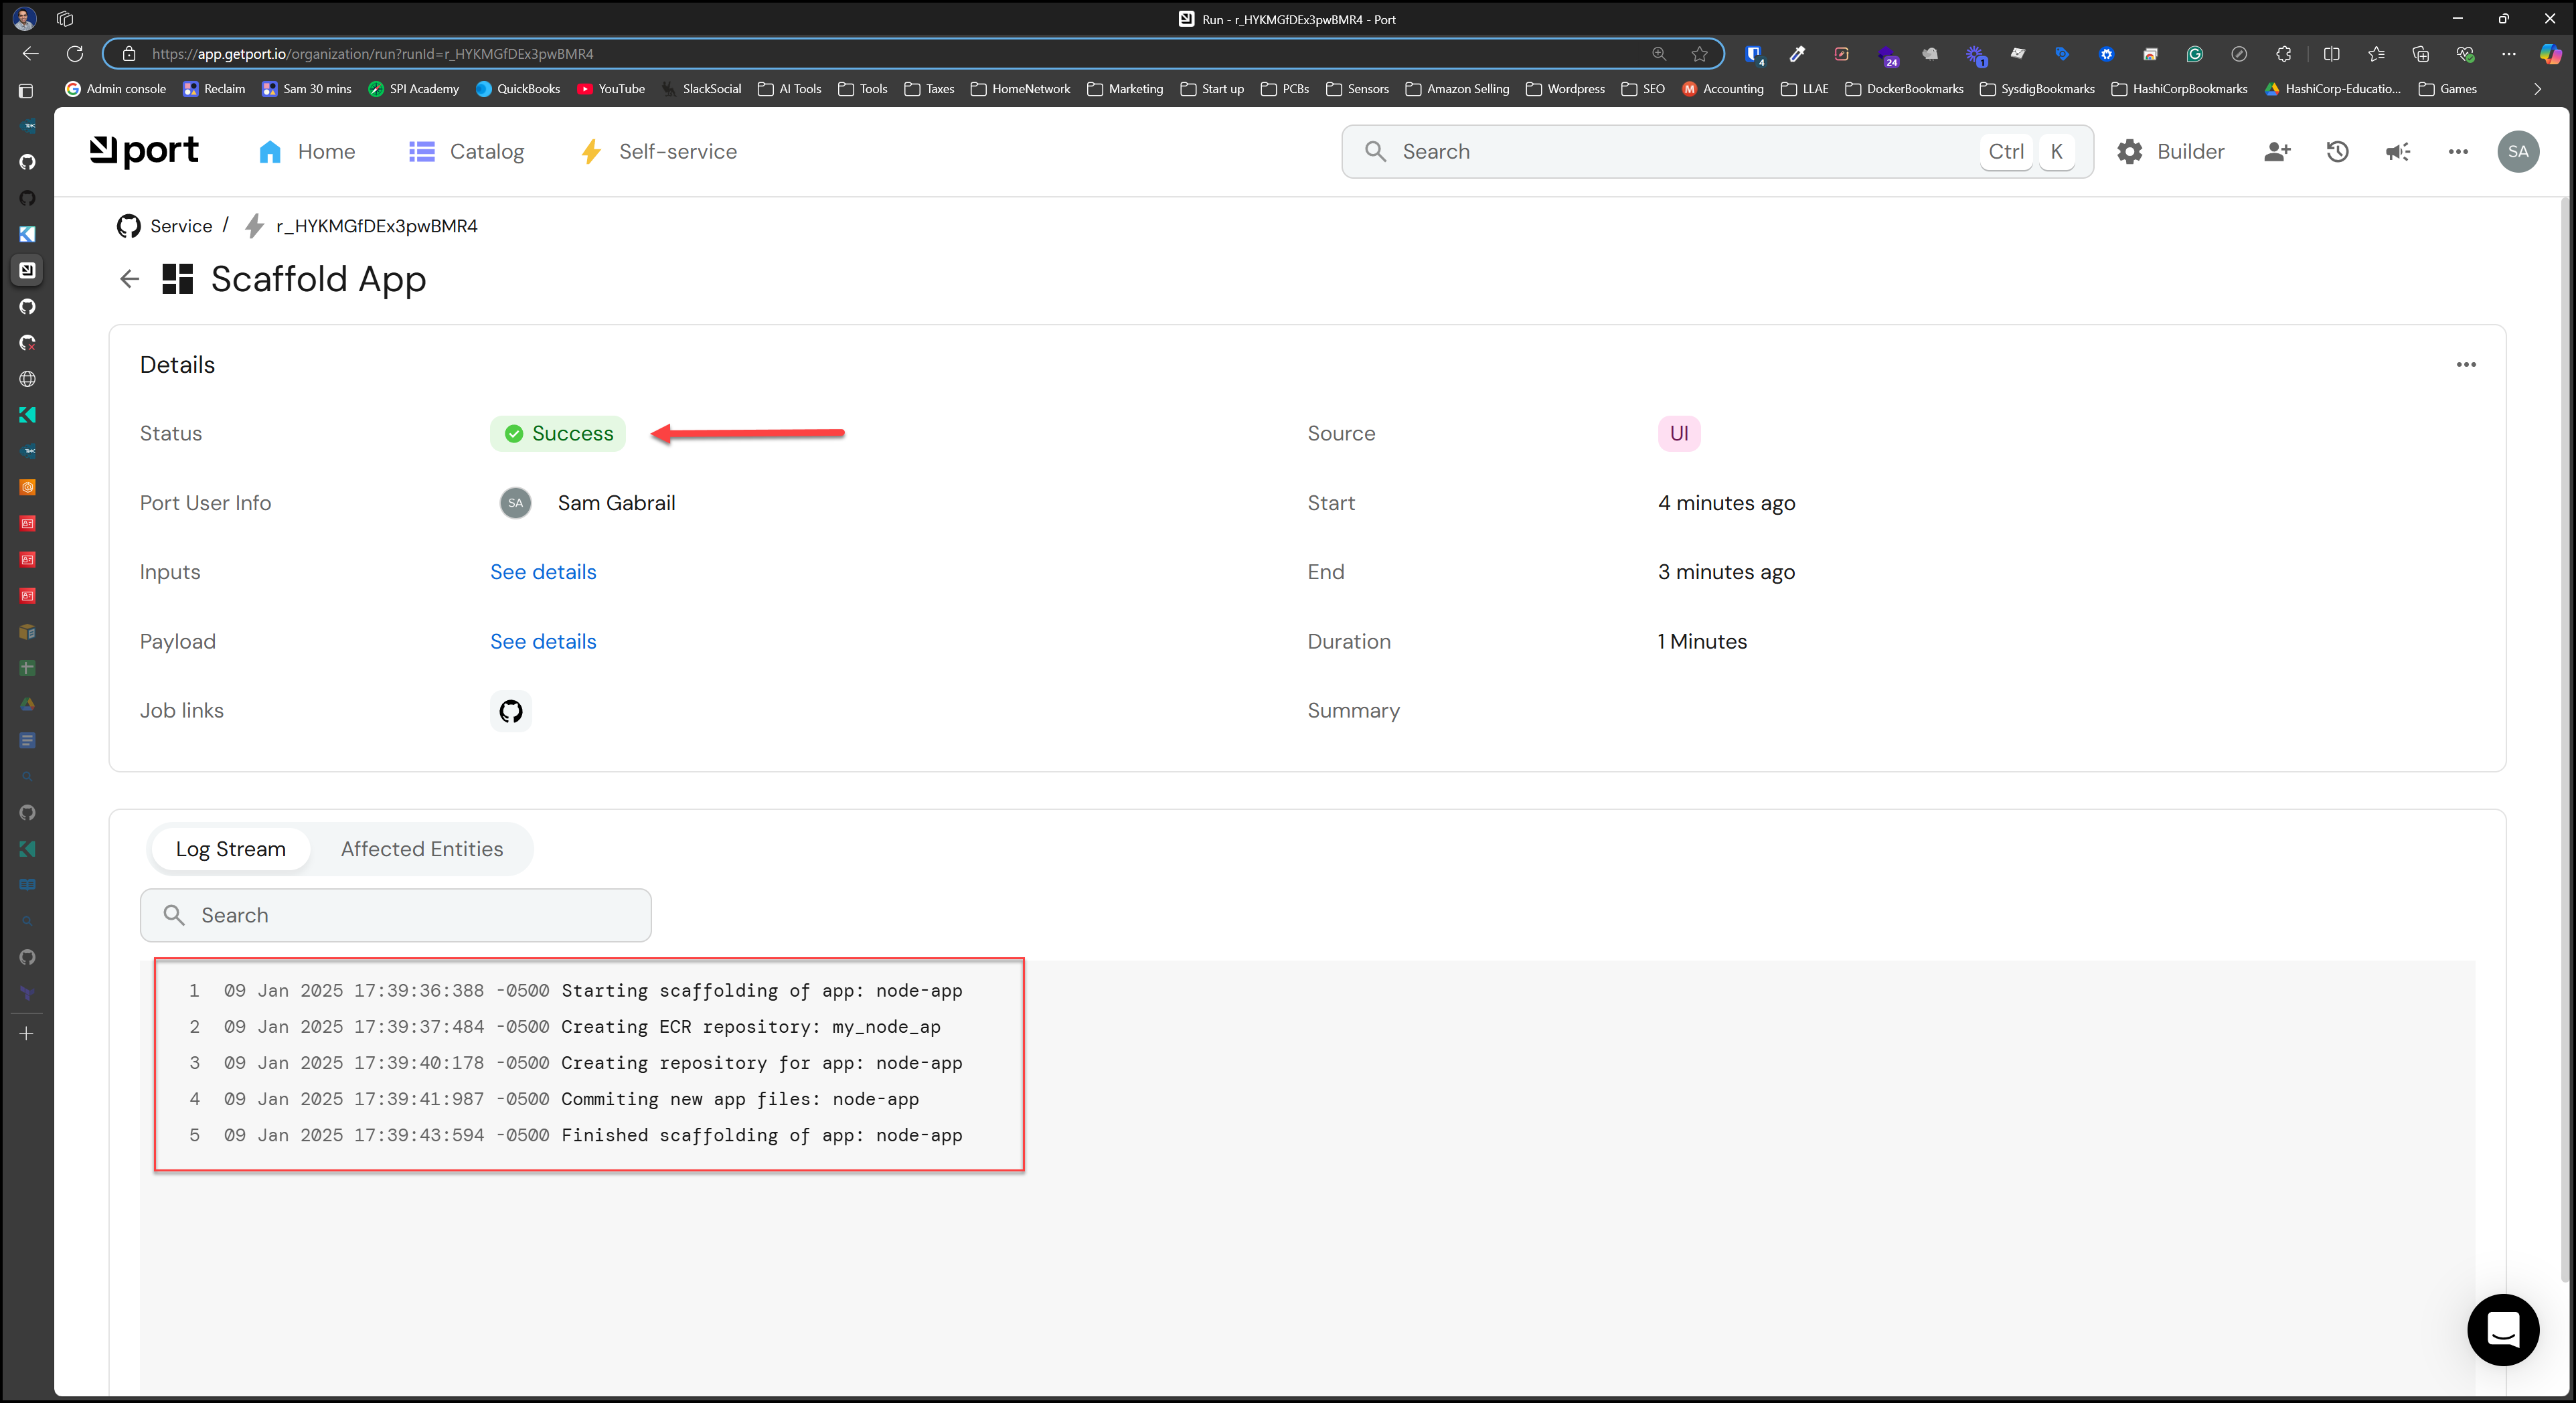 Run - r_HYKMGfDEx3pwBMR4 - Port
https://app.getport.io/organization/run?runId=r_HYKMGfDEx3pwBMR4
4
24
1
Admin console Reclaim Sam 30 mins SPI Academy QuickBooks YouTube SlackSocial AI Tools Tools Taxes HomeNetwork Marketing Start up PCBs Sensors Amazon Selling Wordpress SEO Accounting LLAE DockerBookmarks SysdigBookmarks HashiCorpBookmarks HashiCorp-Educatio... Games
port Home Catalog Self-service Search Ctrl K Builder SA
Service / r_HYKMGfDEx3pwBMR4
Scaffold App
Details
Status Success Source UI
Port User Info SA Sam Gabrail Start 4 minutes ago
Inputs See details End 3 minutes ago
Payload See details Duration 1 Minutes
Job links Summary
Log Stream Affected Entities
Search
1 09 Jan 2025 17:39:36:388 -0500 Starting scaffolding of app: node-app
2 09 Jan 2025 17:39:37:484 -0500 Creating ECR repository: my_node_ap
3 09 Jan 2025 17:39:40:178 -0500 Creating repository for app: node-app
4 09 Jan 2025 17:39:41:987 -0500 Commiting new app files: node-app
5 09 Jan 2025 17:39:43:594 -0500 Finished scaffolding of app: node-app